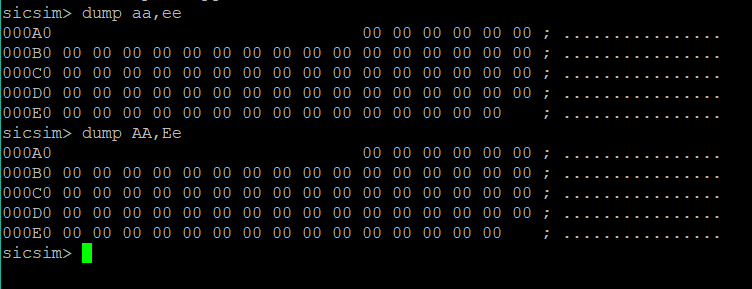 sicsim> dump aa,ee
000A0                               00 00 00 00 00 00 ; ................
000B0 00 00 00 00 00 00 00 00 00 00 00 00 00 00 00 00 ; ................
000C0 00 00 00 00 00 00 00 00 00 00 00 00 00 00 00 00 ; ................
000D0 00 00 00 00 00 00 00 00 00 00 00 00 00 00 00 00 ; ................
000E0 00 00 00 00 00 00 00 00 00 00 00 00 00 00 00    ; ................
sicsim> dump AA,Ee
000A0                               00 00 00 00 00 00 ; ................
000B0 00 00 00 00 00 00 00 00 00 00 00 00 00 00 00 00 ; ................
000C0 00 00 00 00 00 00 00 00 00 00 00 00 00 00 00 00 ; ................
000D0 00 00 00 00 00 00 00 00 00 00 00 00 00 00 00 00 ; ................
000E0 00 00 00 00 00 00 00 00 00 00 00 00 00 00 00    ; ................
sicsim>